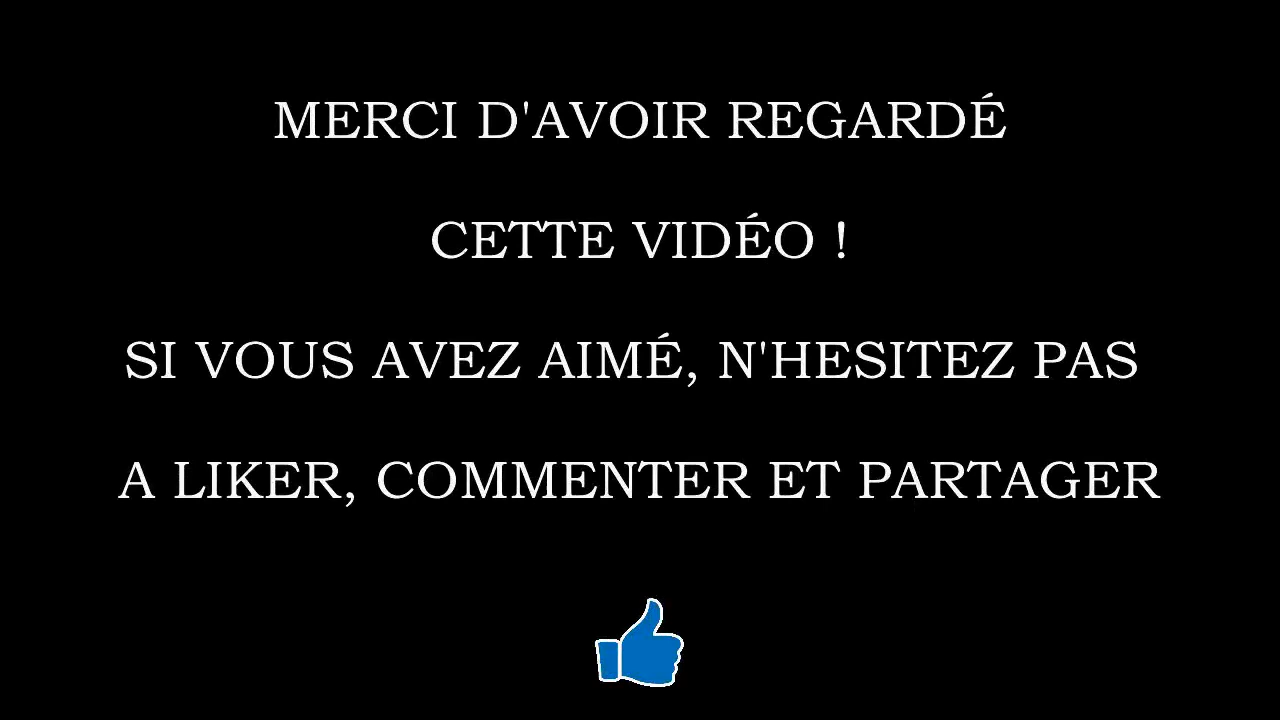 MERCI D'AVOIR REGARDÉ
CETTE VIDÉO !
SI VOUS AVEZ AIMÉ, N'HESITEZ PAS
A LIKER, COMMENTER ET PARTAGER